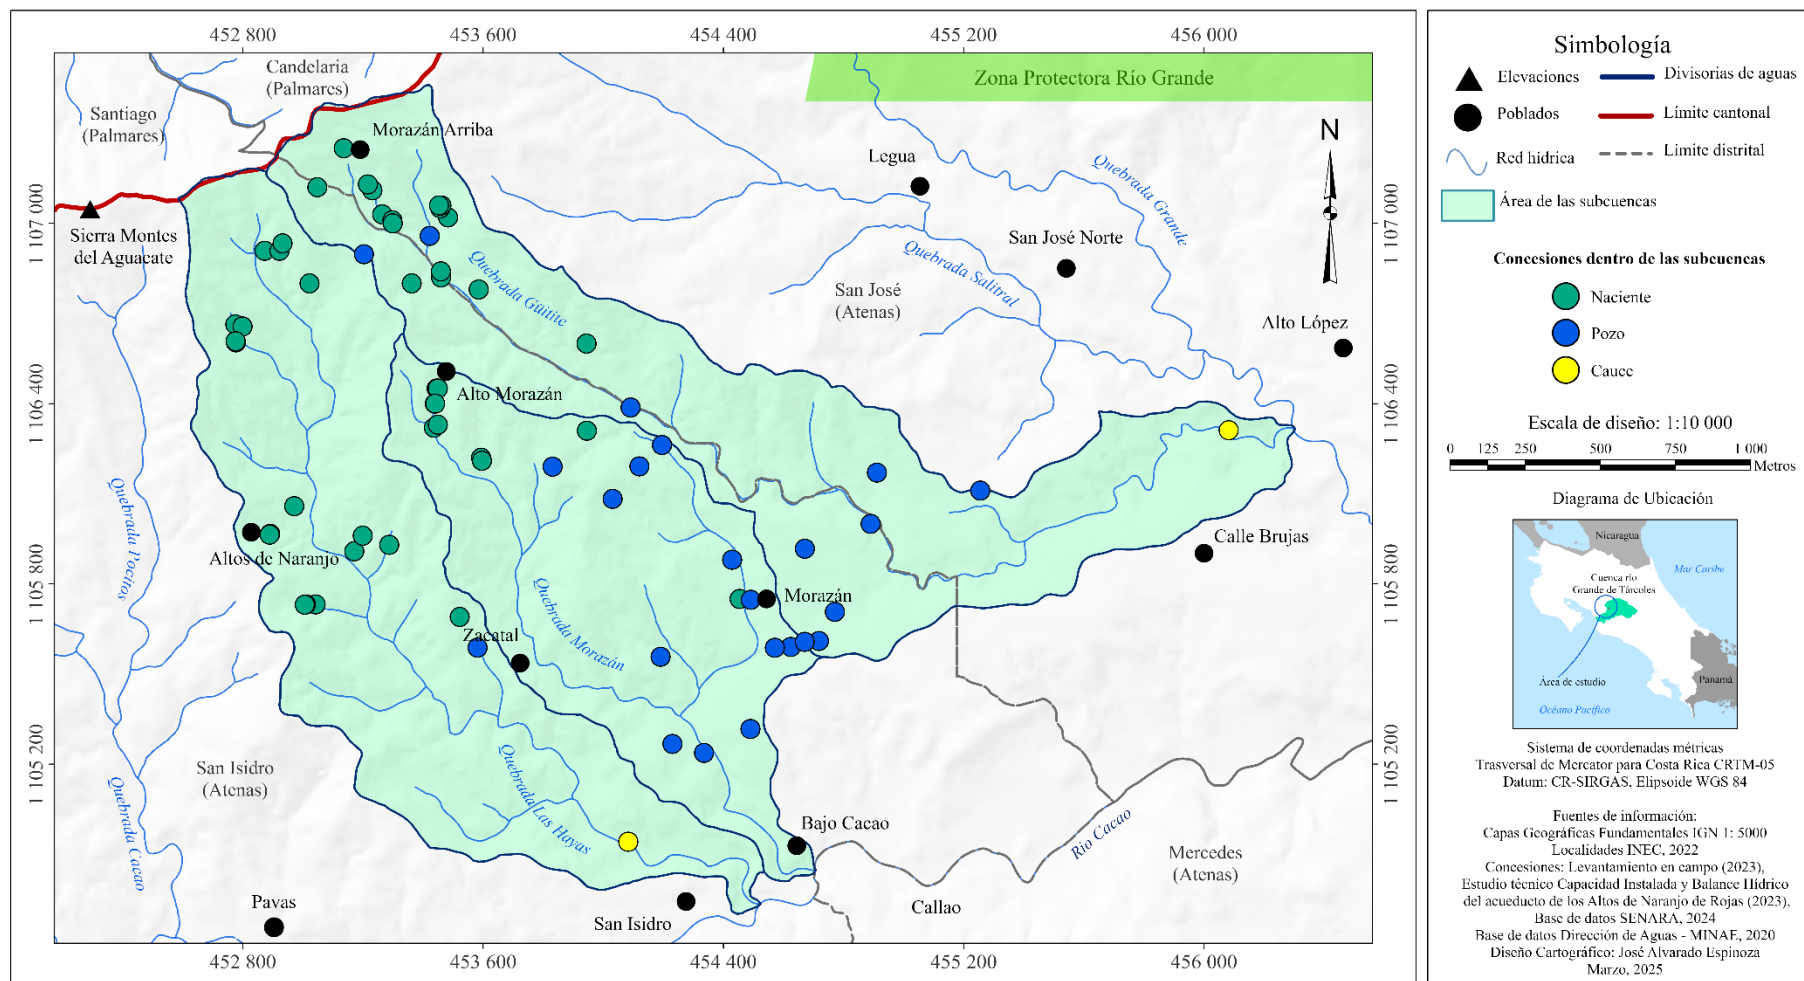 452 800
453 600
454 400
455 200
456 000
Candelaria
(Palmares)
Santiago
(Palmares)
Zona Protectora Río Grande
Morazán Arriba
N
Legua
Quebrada Grande
1 107 000
1 107 000
Sierra Montes
del Aguacate
San José Norte
Quebrada Salitral
Quebrada Güitite
San José
(Atenas)
Alto López
Alto Morazán
1 106 400
1 106 400
Quebrada Pocitos
Altos de Naranjo
Calle Brujas
1 105 800
1 105 800
Morazán
Zacatal
Quebrada Morazán
1 105 200
1 105 200
San Isidro
(Atenas)
Quebrada Las Hayas
Quebrada Cacao
Bajo Cacao
Río Cacao
Mercedes
(Atenas)
Pavas
San Isidro
Callao
452 800
453 600
454 400
455 200
456 000
Simbología
Elevaciones
Divisorias de aguas
Poblados
Límite cantonal
Red hídrica
Límite distrital
Área de las subcuencas
Concesiones dentro de las subcuencas
Naciente
Pozo
Cauce
Escala de diseño: 1:10 000
0 125 250 500 750 1 000
Metros
Diagrama de Ubicación
Nicaragua
Mar Caribe
Cuenca río
Grande de Tárcoles
Área de estudio
Panamá
Océano Pacífico
Sistema de coordenadas métricas
Trasversal de Mercator para Costa Rica CRTM-05
Datum: CR-SIRGAS, Elipsoide WGS 84
Fuentes de información:
Capas Geográficas Fundamentales IGN 1: 5000
Localidades INEC, 2022
Concesiones: Levantamiento en campo (2023),
Estudio técnico Capacidad Instalada y Balance Hídrico
del acueducto de los Altos de Naranjo de Rojas (2023),
Base de datos SENARA, 2024
Base de datos Dirección de Aguas - MINAE, 2020
Diseño Cartográfico: José Alvarado Espinoza
Marzo, 2025